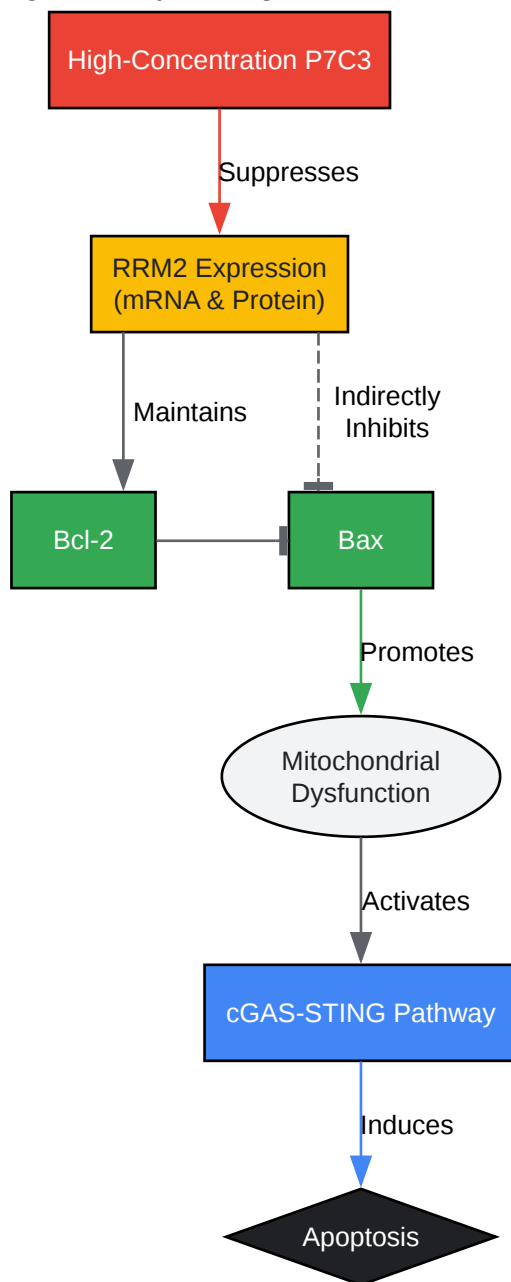 High-Concentration P7C3
Suppresses
RRM2 Expression
(mRNA & Protein)
Maintains
Indirectly
Inhibits
Bcl-2
Bax
Promotes
Mitochondrial
Dysfunction
Activates
cGAS-STING Pathway
Induces
Apoptosis